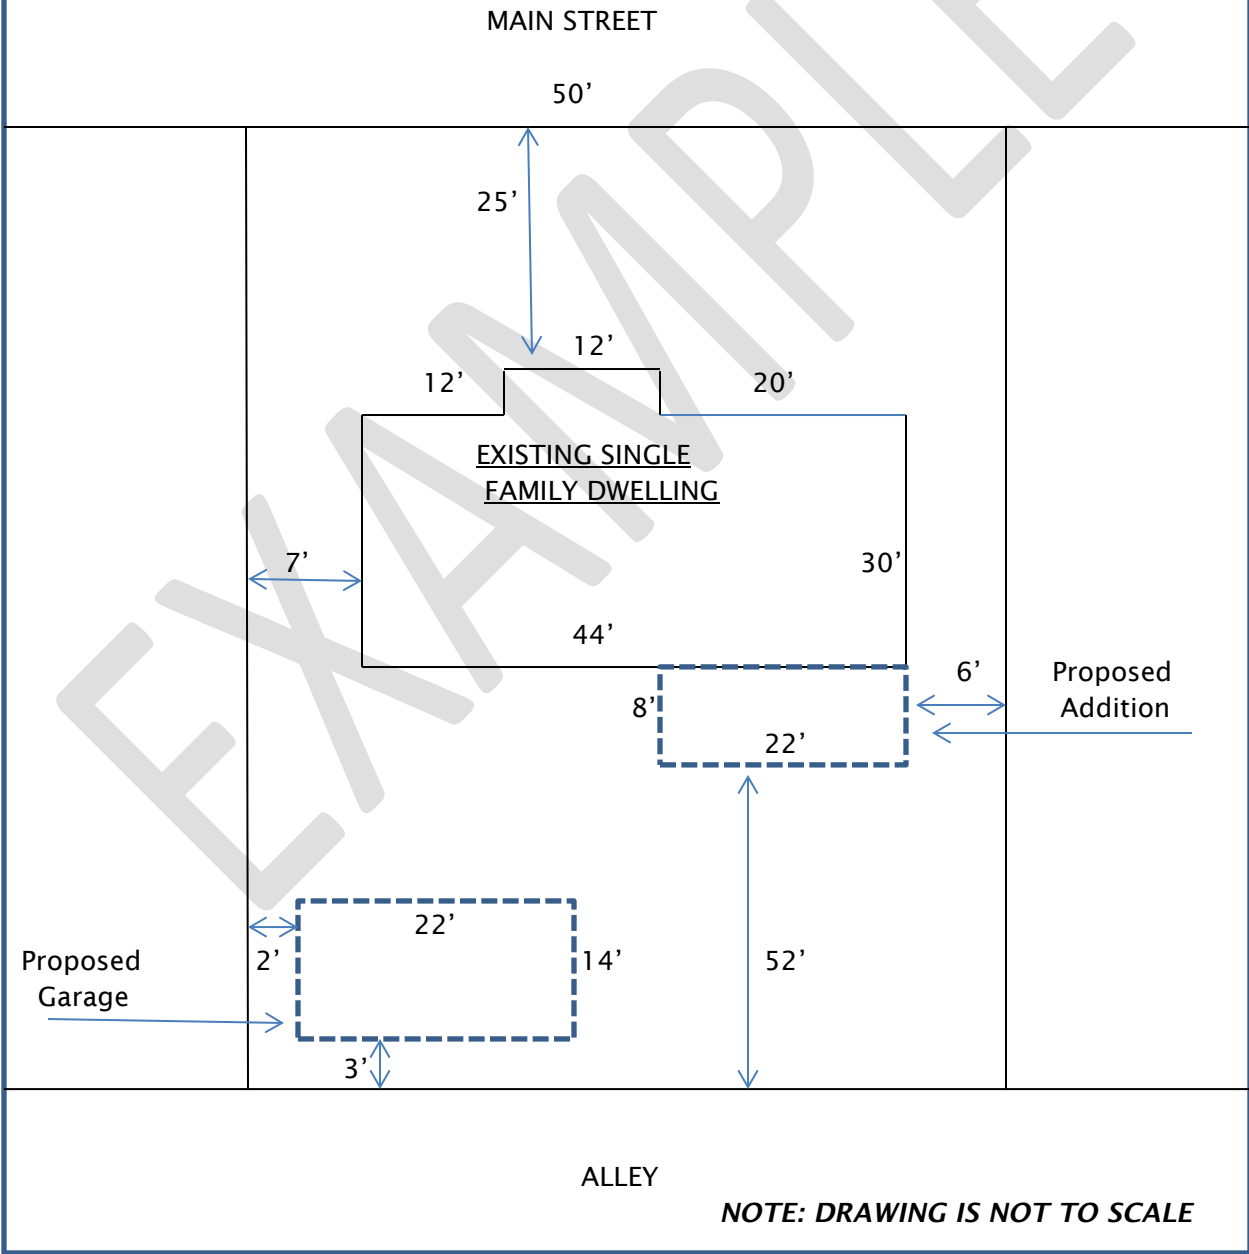 MAIN STREET
50’
25’
12’
12’
20’
EXISTING SINGLE
FAMILY DWELLING
7’
30’
44’
6’
Proposed
Addition
8’
22’
22’
2’
14’
52’
Proposed
Garage
3’
ALLEY
NOTE: DRAWING IS NOT TO SCALE
EXAMPLE